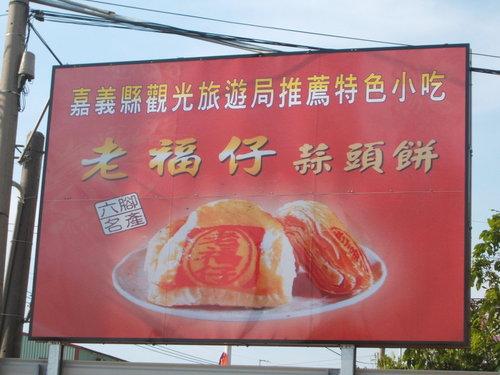 嘉義縣觀光旅遊局推薦特色小吃
老福仔 蒜頭餅
六腳
名產